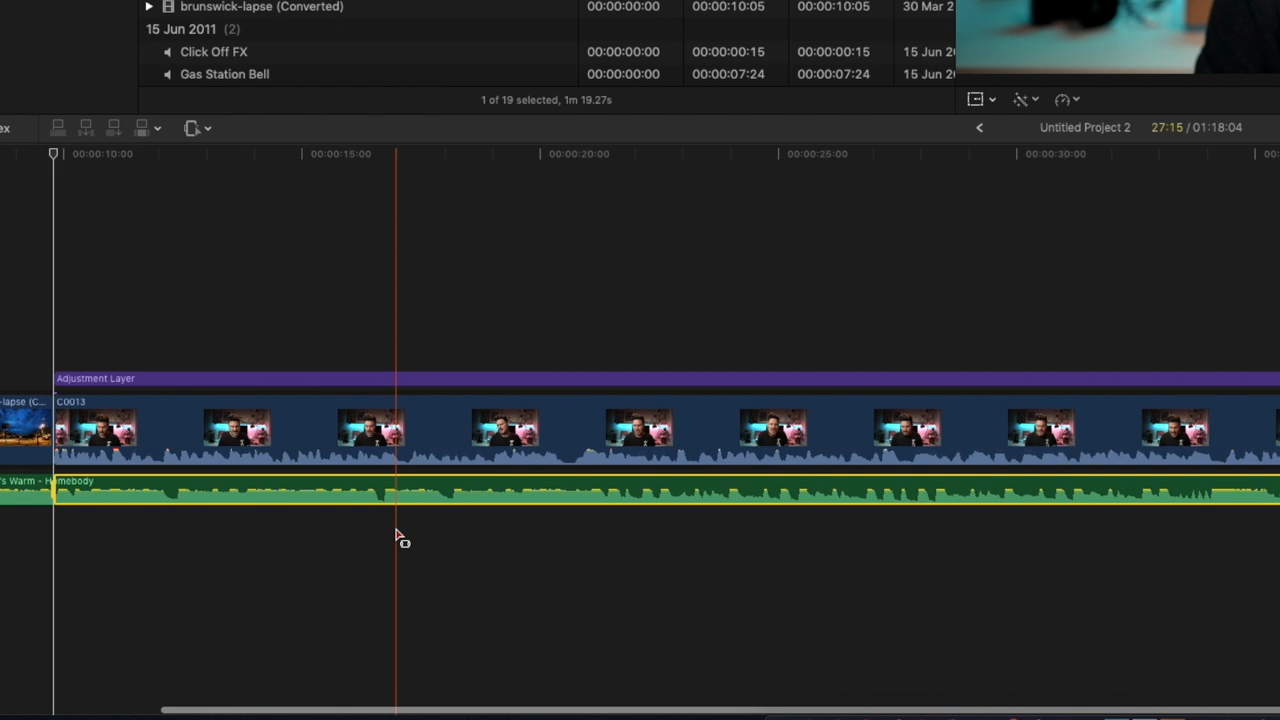 brunswick-lapse (Converted) 00:00:00:00 00:00:10:05 00:00:10:05 30 Mar 2
15 Jun 2011 (2)
Click Off FX 00:00:00:00 00:00:00:15 00:00:00:15 15 Jun 20
Gas Station Bell 00:00:00:00 00:00:07:24 00:00:07:24 15 Jun 20
1 of 19 selected, 1m 19.27s
ex Untitled Project 2 27:15 / 01:18:04
00:00:10:00 00:00:15:00 00:00:20:00 00:00:25:00 00:00:30:00 00:
Adjustment Layer
-lapse (C... C0013
's Warm - Homebody